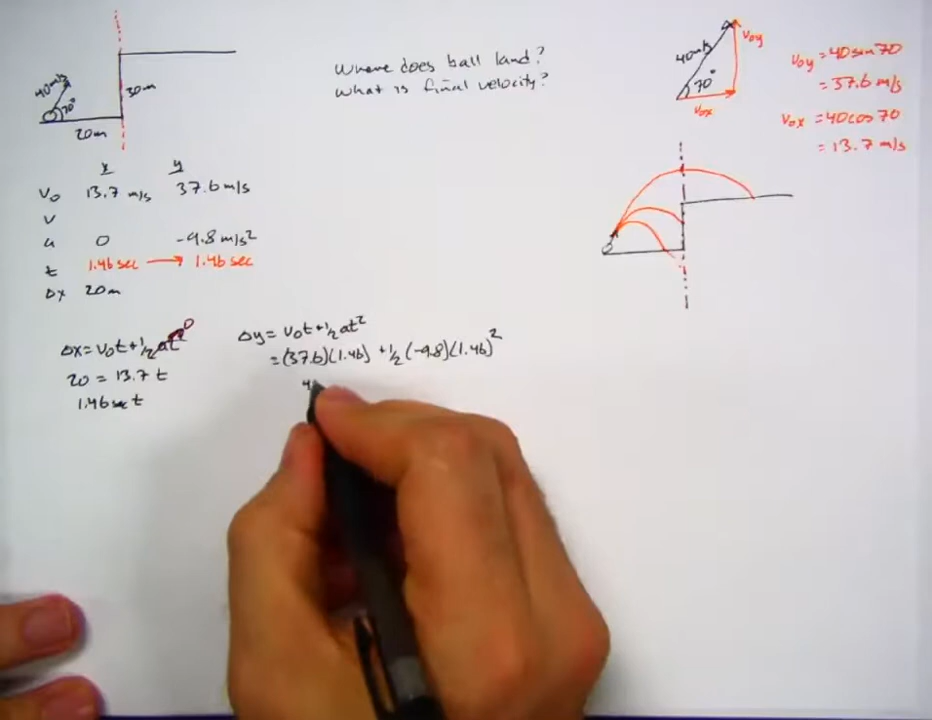 40m/s
70°
30m
20m
Where does ball land?
What is final velocity?
40m/s
70°
voy
vox
voy = 40sin70
= 37.6 m/s
vox = 40cos70
= 13.7 m/s
x y
v₀ 13.7 m/s 37.6 m/s
v
a 0 -9.8 m/s²
t 1.46 sec → 1.46 sec
Δx 20m
Δx = v₀t + ½at² 0
20 = 13.7 t
1.46 sec t
Δy = v₀t + ½at²
= (37.6)(1.46) + ½(-9.8)(1.46)²
4